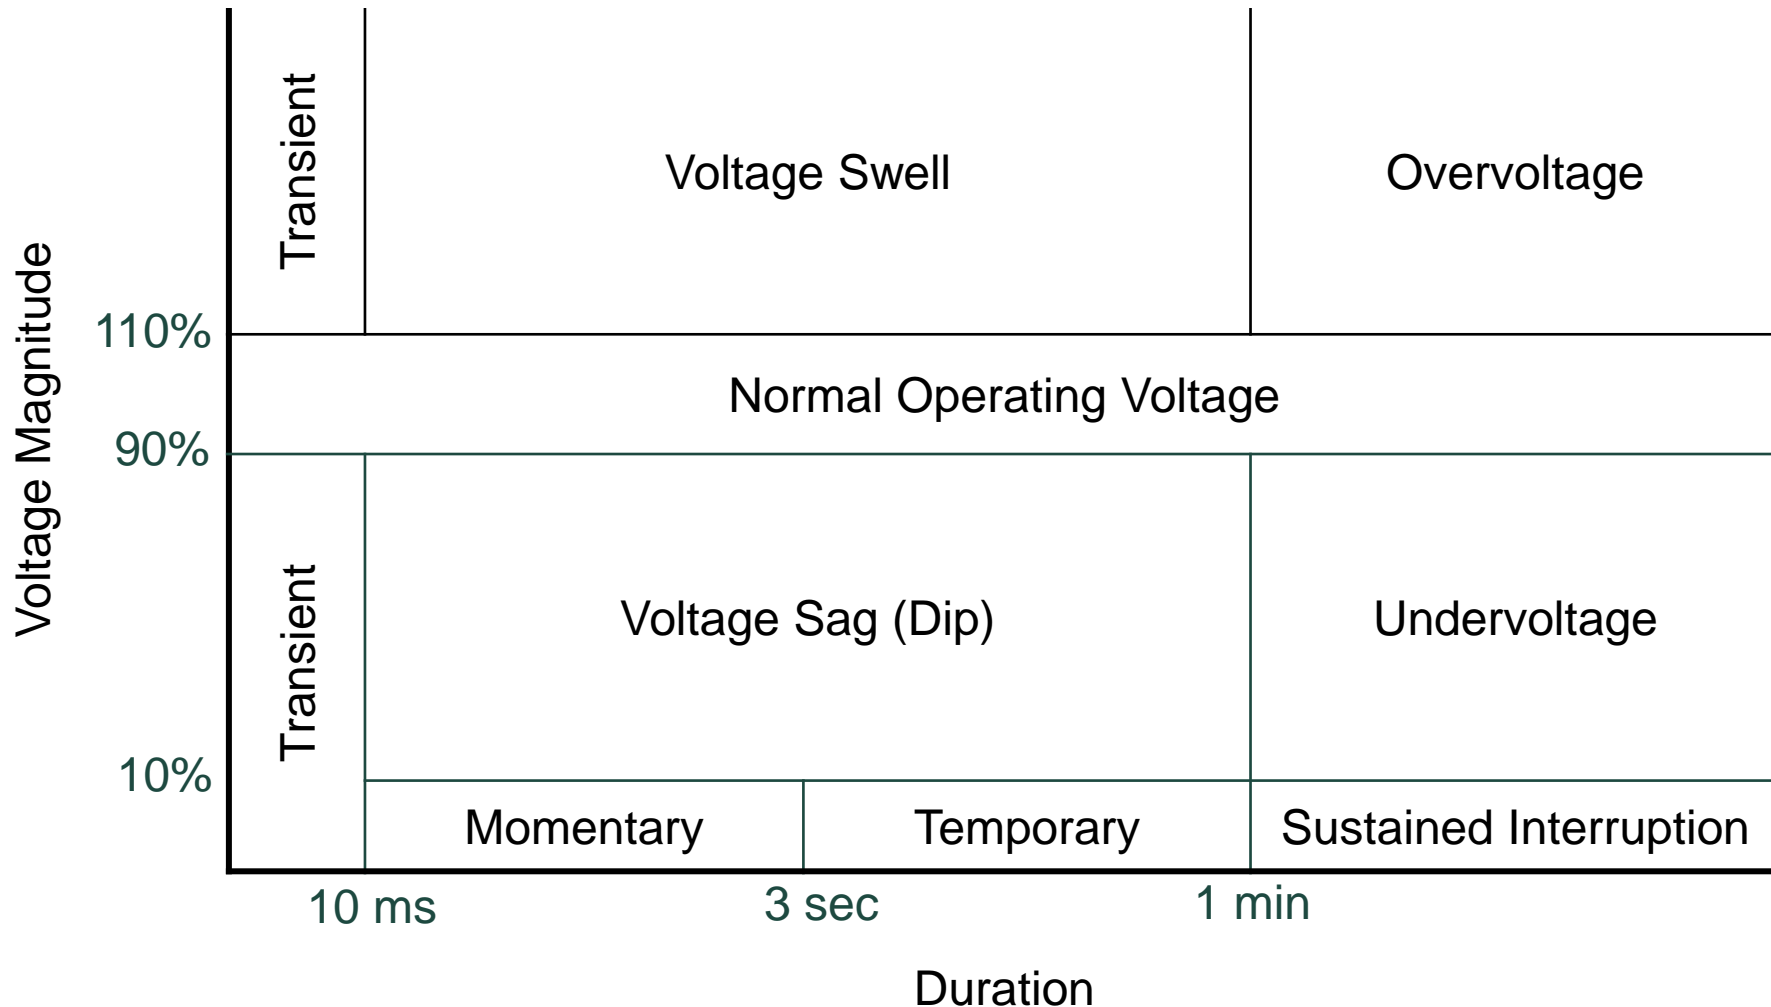 Transient
Voltage Swell
Overvoltage
Voltage Magnitude
110%
Normal Operating Voltage
90%
Transient
Voltage Sag (Dip)
Undervoltage
10%
Momentary
Temporary
Sustained Interruption
10 ms
3 sec
1 min
Duration